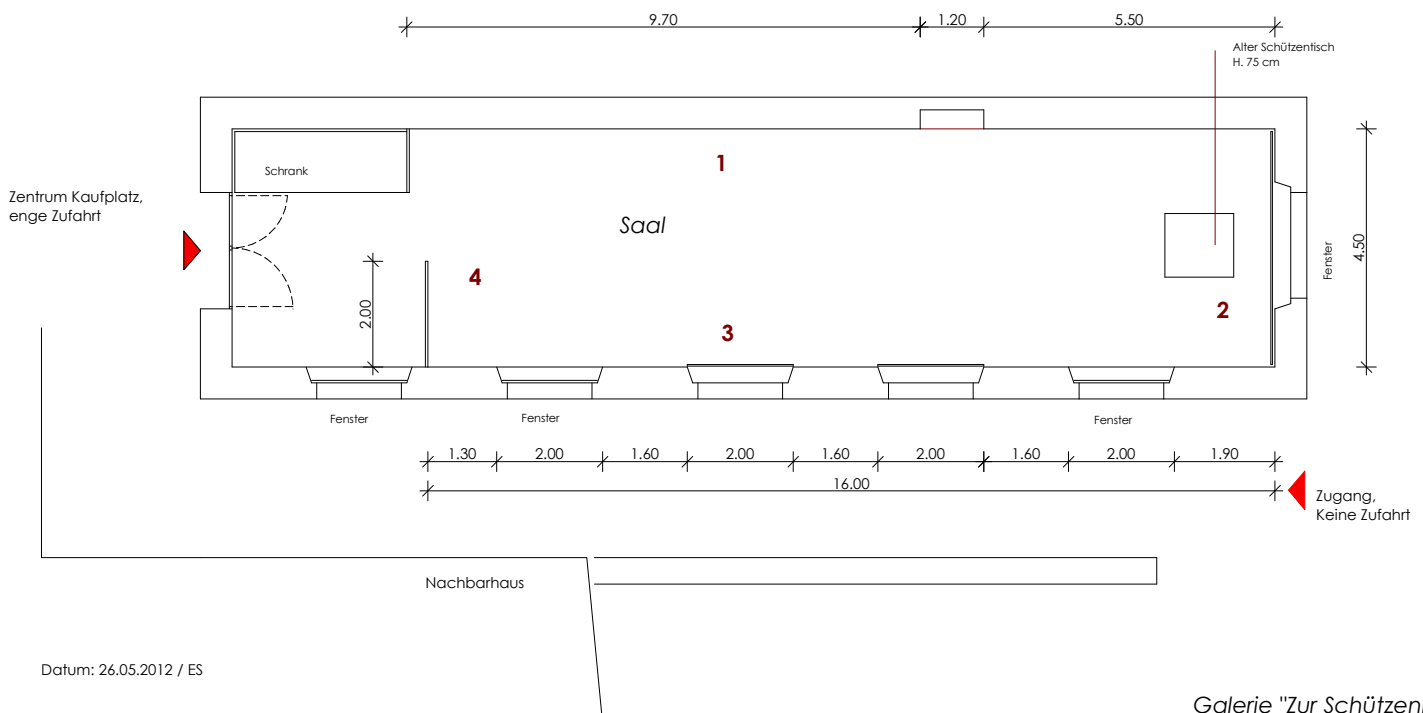 9.70
1.20
5.50
Alter Schützentisch
H. 75 cm
Schrank
1
Zentrum Kaufplatz,
enge Zufahrt
Saal
4.50
Fenster
4
2.00
2
3
Fenster
Fenster
Fenster
1.30
2.00
1.60
2.00
1.60
2.00
1.60
2.00
1.90
16.00
Zugang,
Keine Zufahrt
Nachbarhaus
Datum: 26.05.2012 / ES
Galerie "Zur Schützen